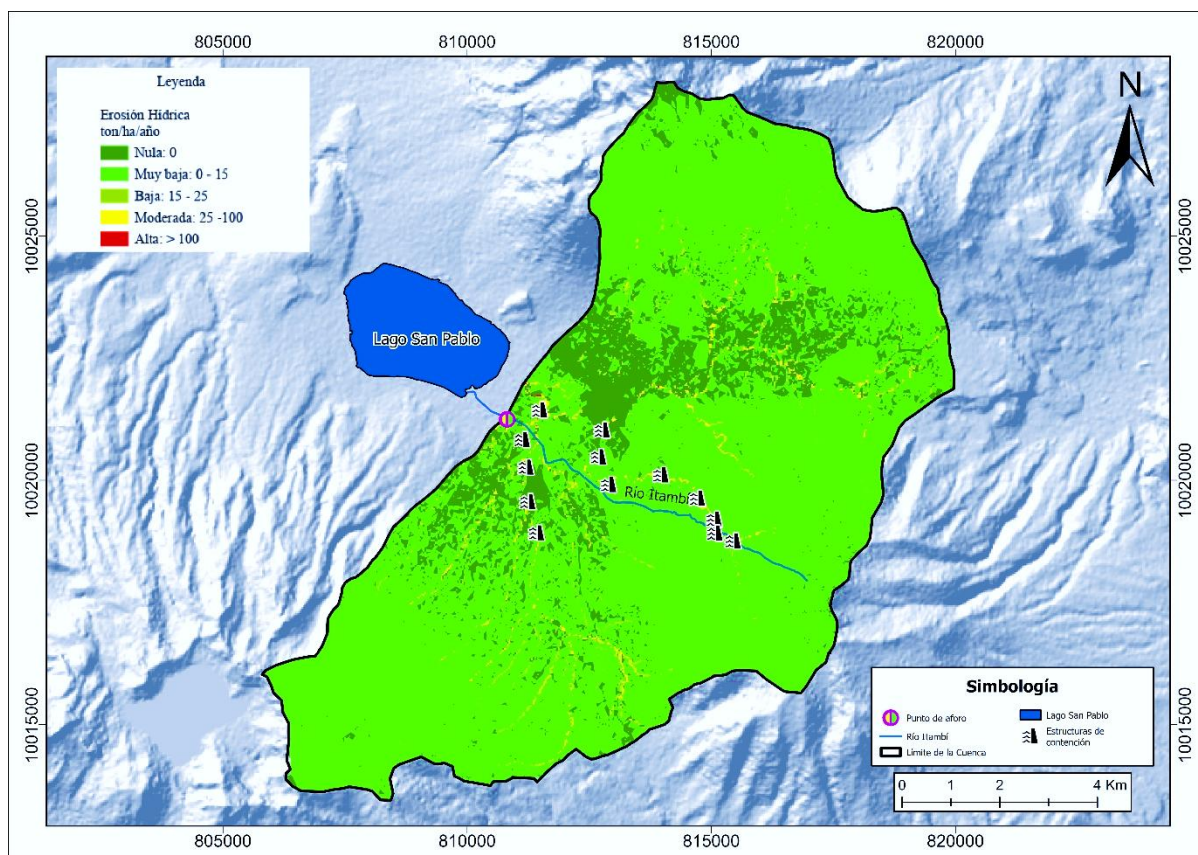 805000
810000
815000
820000
Leyenda
Erosión Hídrica
ton/ha/año
Nula: 0
Muy baja: 0 - 15
Baja: 15 - 25
Moderada: 25 -100
Alta: > 100
N
10025000
10025000
Lago San Pablo
10020000
10020000
Río Itambí
10015000
10015000
Simbología
Punto de aforo
Lago San Pablo
Río Itambí
Estructuras de
contención
Límite de la Cuenca
0
1
2
4 Km
805000
810000
815000
820000